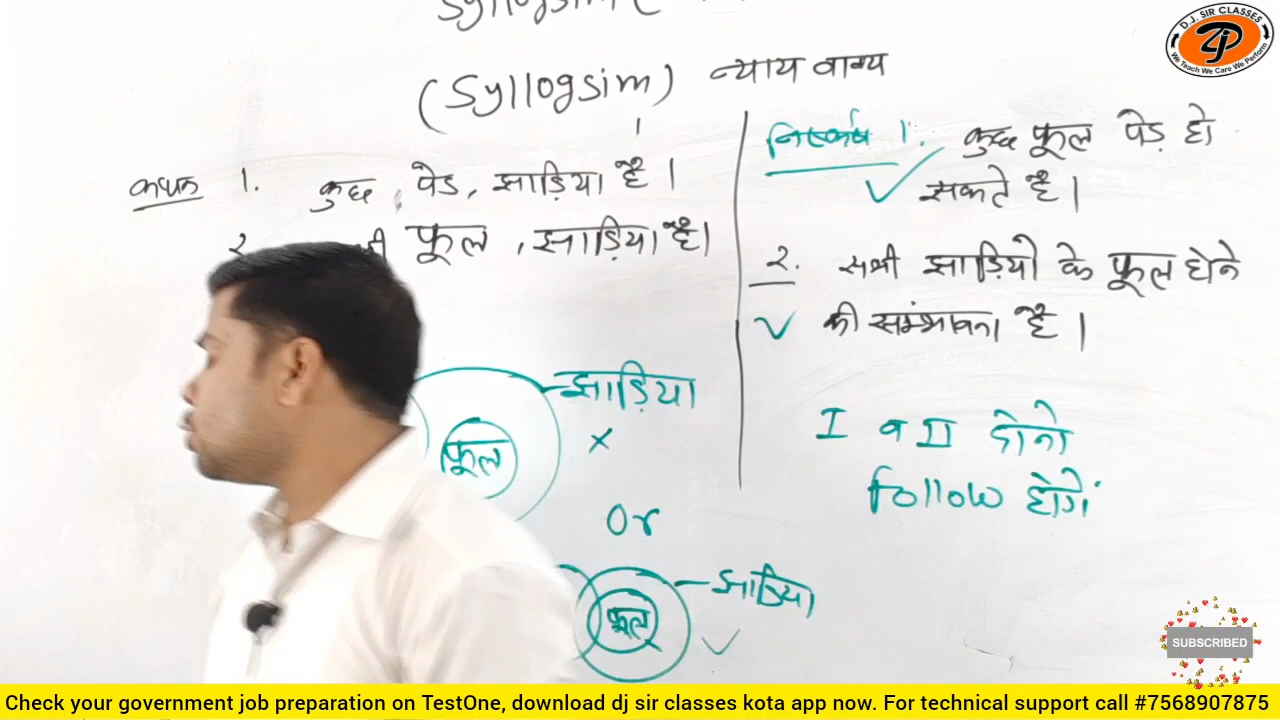 (Syllogsim) न्याय वाक्य
कथन 1. कुछ, पेड, झाड़िया है।
२. फूल, झाड़िया है।
निष्कर्ष 1. कुछ फूल पेड़ हो
सकते है।
2. सभी झाड़ियो के फूल होने
की संभावना है।
I व II दोनो
follow होगें
झाड़िया
फूल
×
Or
झाडिया
फूल
D.J. SIR CLASSES
We Teach We Care We Perform
SUBSCRIBED
Check your government job preparation on TestOne, download dj sir classes kota app now. For technical support call #7568907875